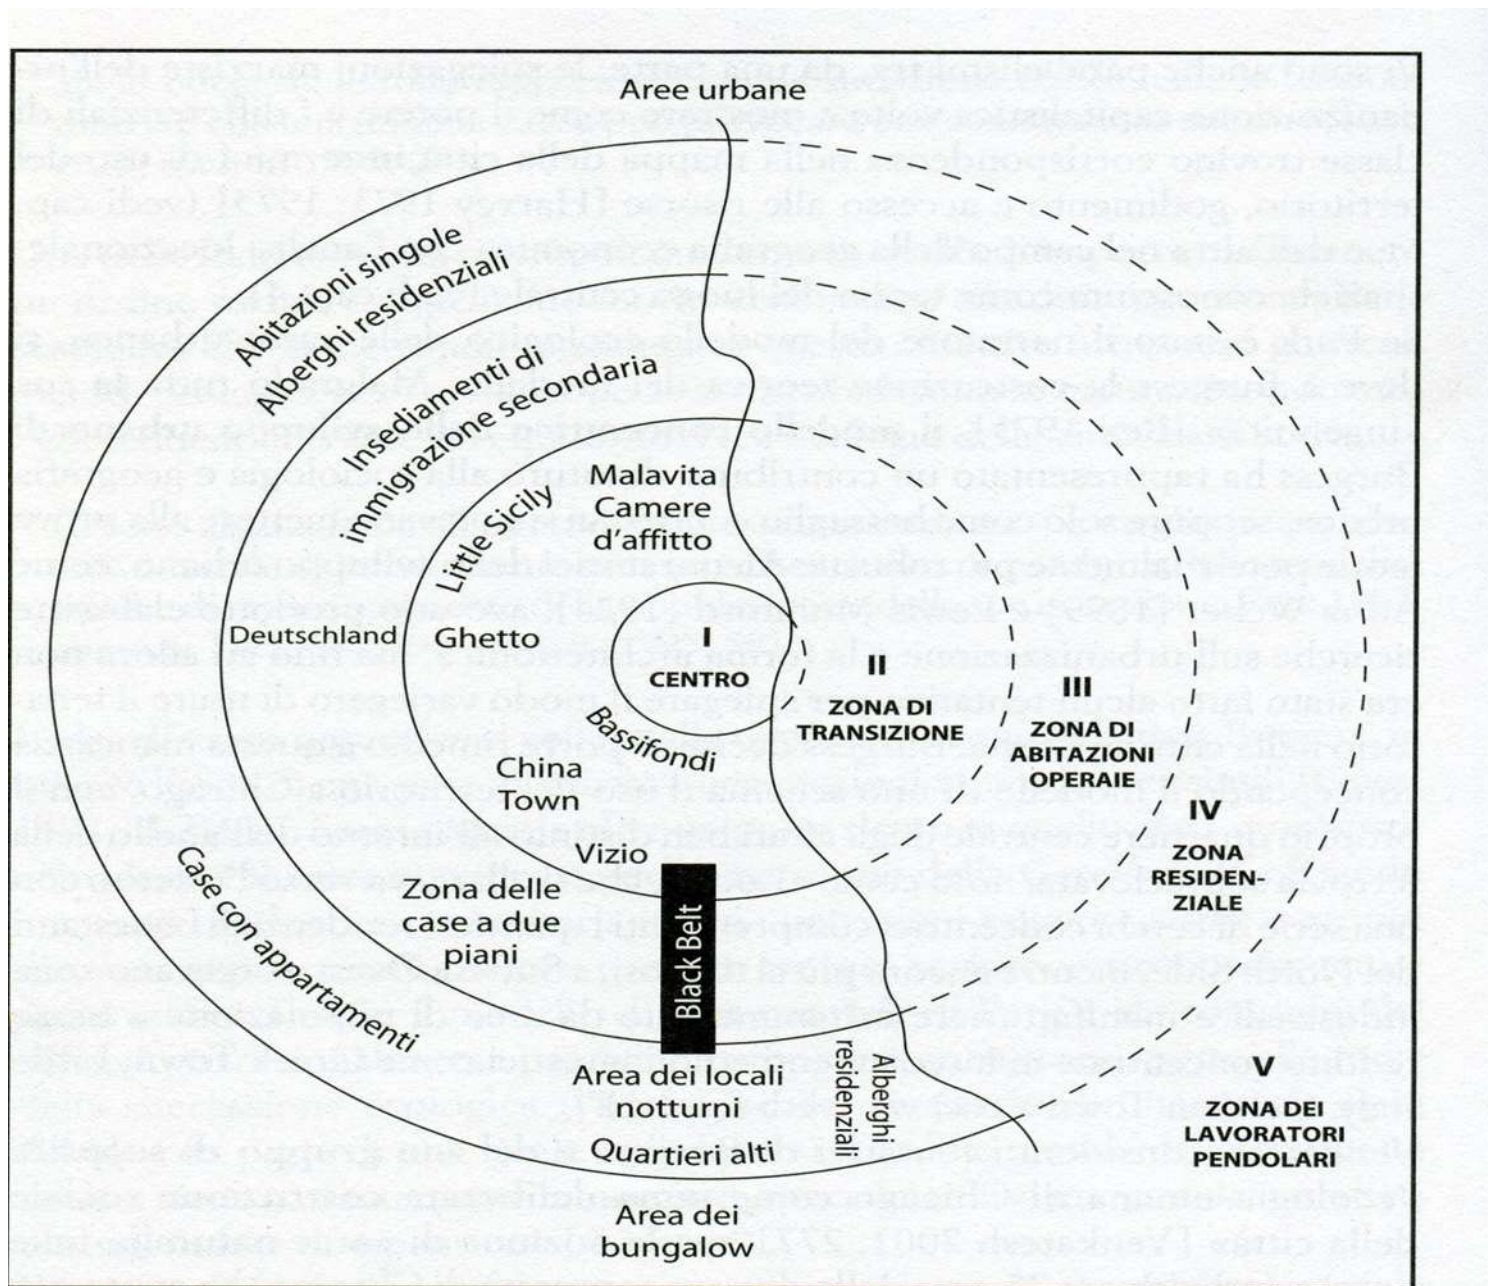 Aree urbane
Abitazioni singole
Alberghi residenziali
Insediamenti di
immigrazione secondaria
Little Sicily
Malavita
Camere
d'affitto
Deutschland
Ghetto
I
CENTRO
II
ZONA DI
TRANSIZIONE
III
ZONA DI
ABITAZIONI
OPERAIE
IV
ZONA
RESIDEN-
ZIALE
V
ZONA DEI
LAVORATORI
PENDOLARI
Bassifondi
China
Town
Vizio
Zona delle
case a due
piani
Black Belt
Case con appartamenti
Area dei locali
notturni
Alberghi
residenziali
Quartieri alti
Area dei
bungalow